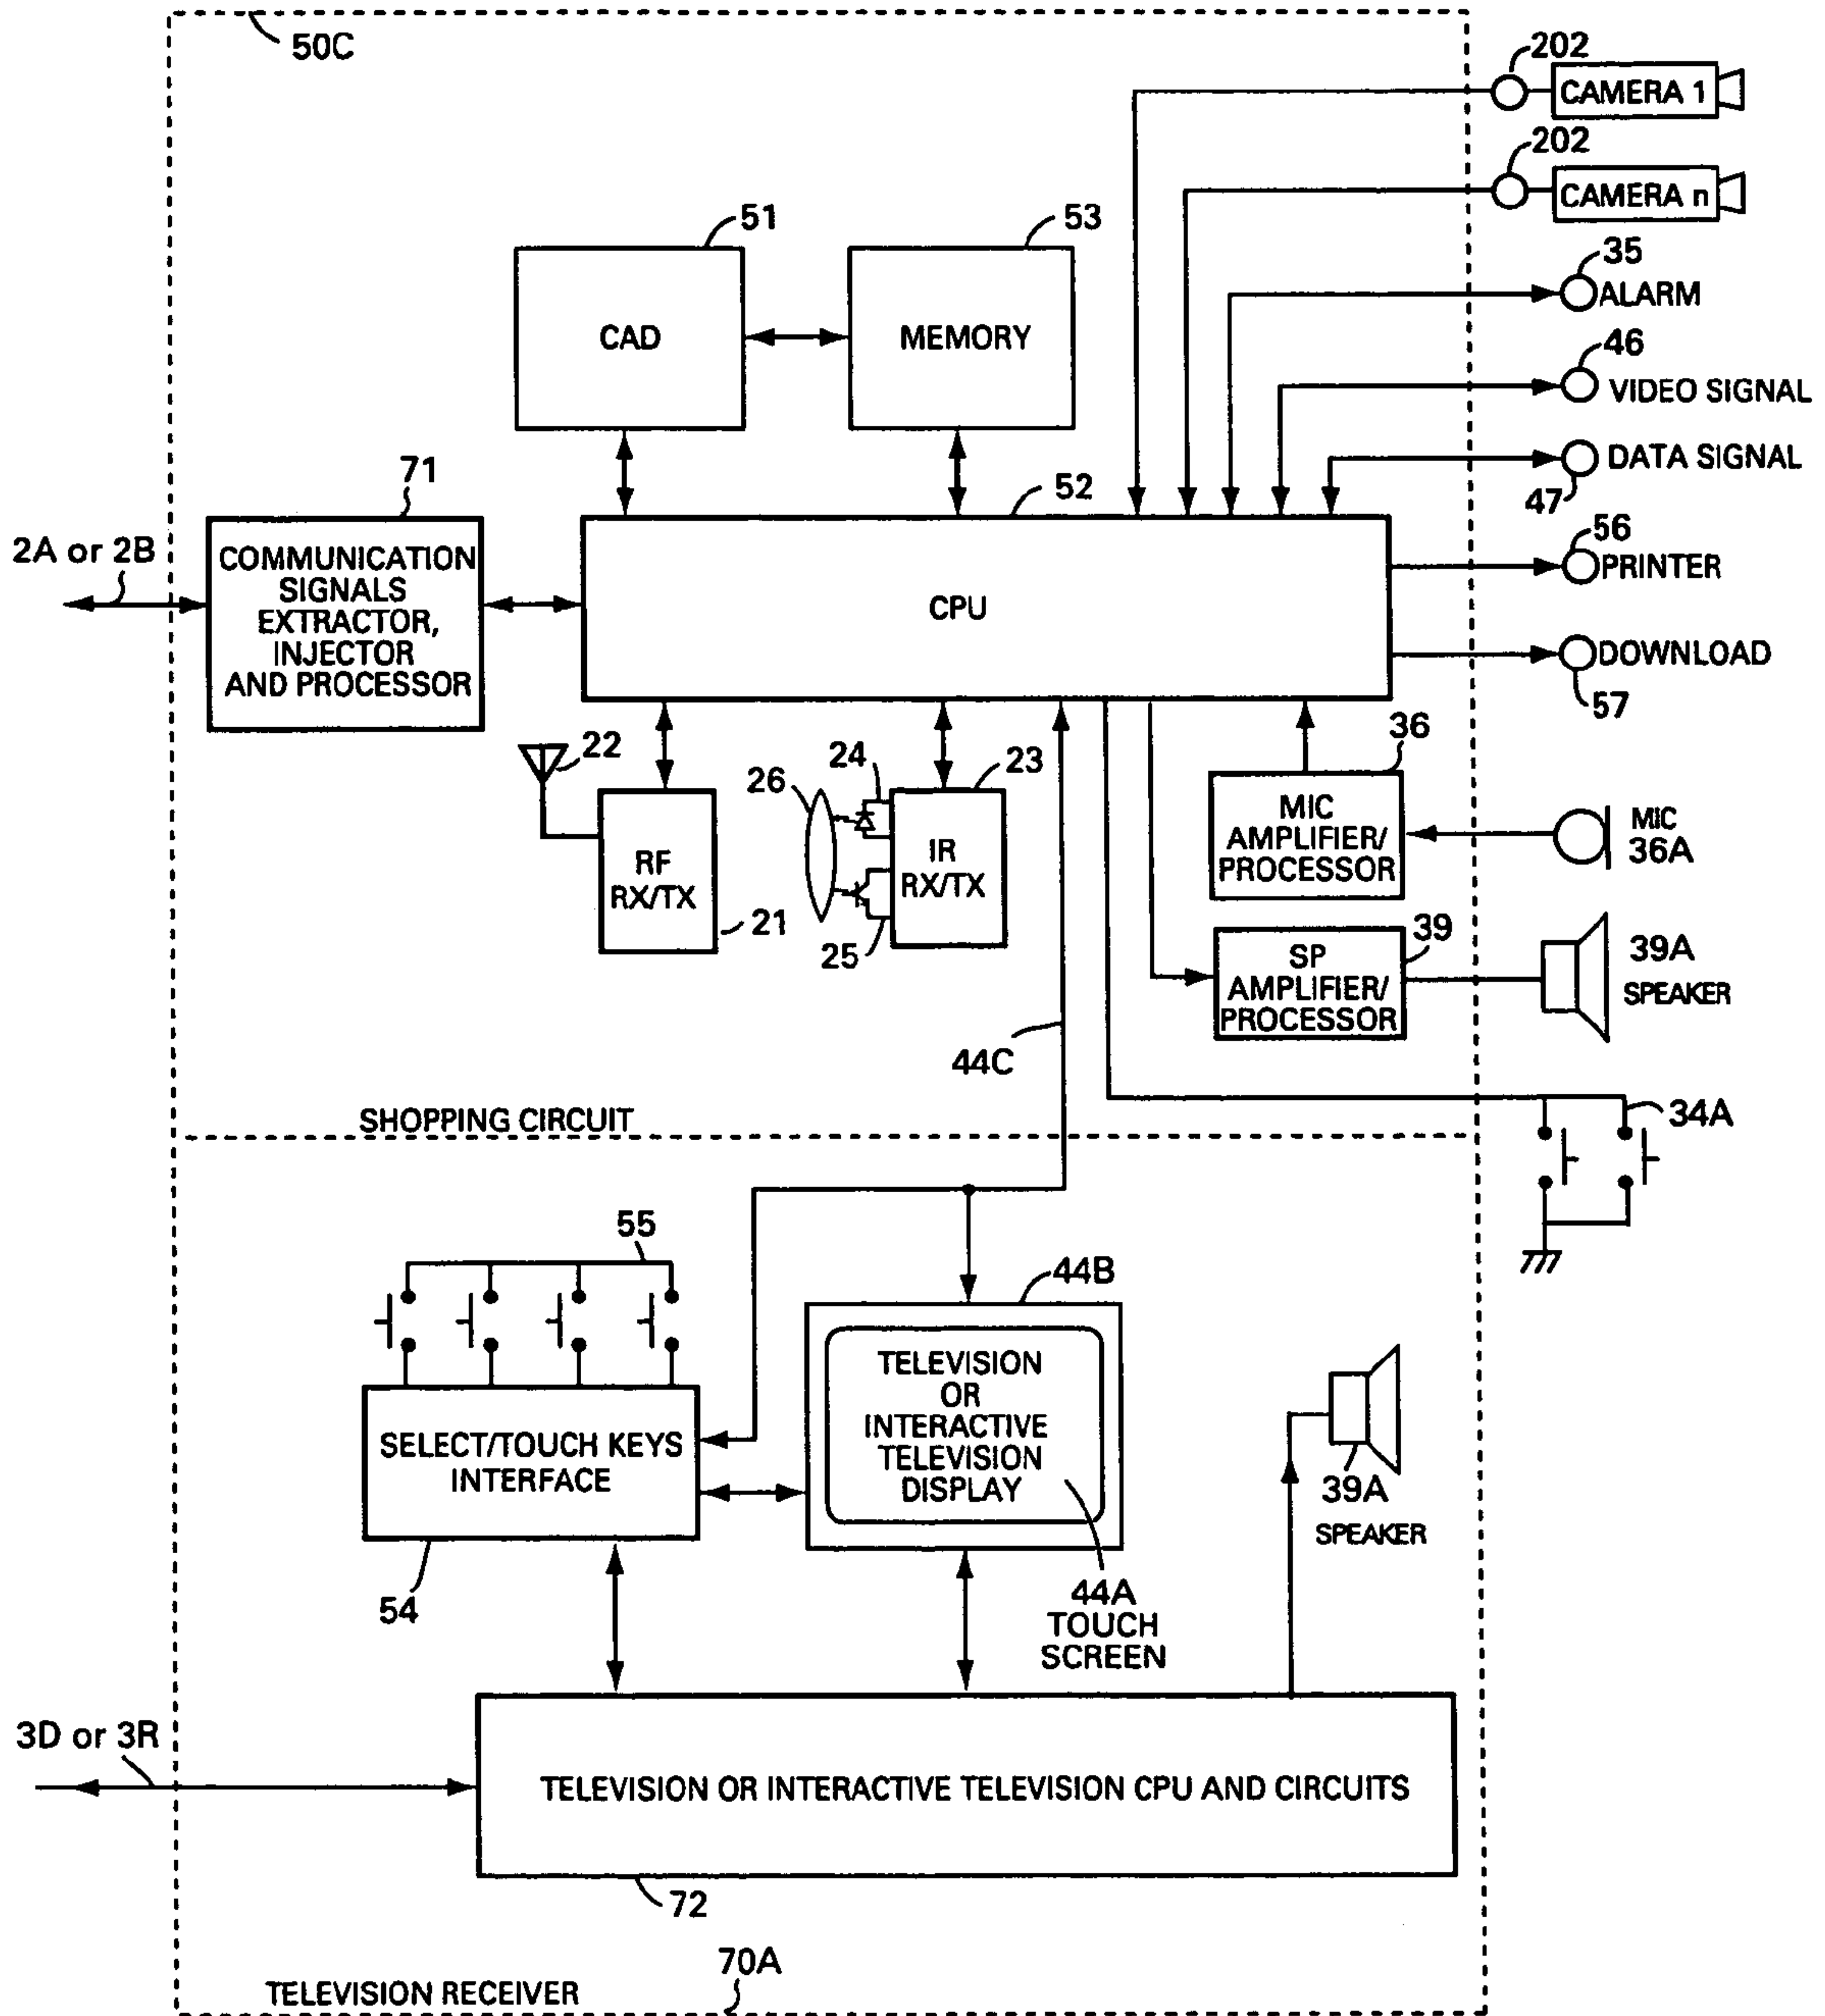 50C
202
CAMERA 1
202
CAMERA n
35
ALARM
46
VIDEO SIGNAL
DATA SIGNAL
47
56
PRINTER
DOWNLOAD
57
51
CAD
53
MEMORY
71
COMMUNICATION
SIGNALS
EXTRACTOR,
INJECTOR
AND PROCESSOR
2A or 2B
52
CPU
22
RF
RX/TX
21
26
24
23
IR
RX/TX
25
36
MIC
AMPLIFIER/
PROCESSOR
MIC
36A
39
SP
AMPLIFIER/
PROCESSOR
39A
SPEAKER
44C
34A
SHOPPING CIRCUIT
55
SELECT/TOUCH KEYS
INTERFACE
54
44B
TELEVISION
OR
INTERACTIVE
TELEVISION
DISPLAY
44A
TOUCH
SCREEN
39A
SPEAKER
3D or 3R
TELEVISION OR INTERACTIVE TELEVISION CPU AND CIRCUITS
72
70A
TELEVISION RECEIVER